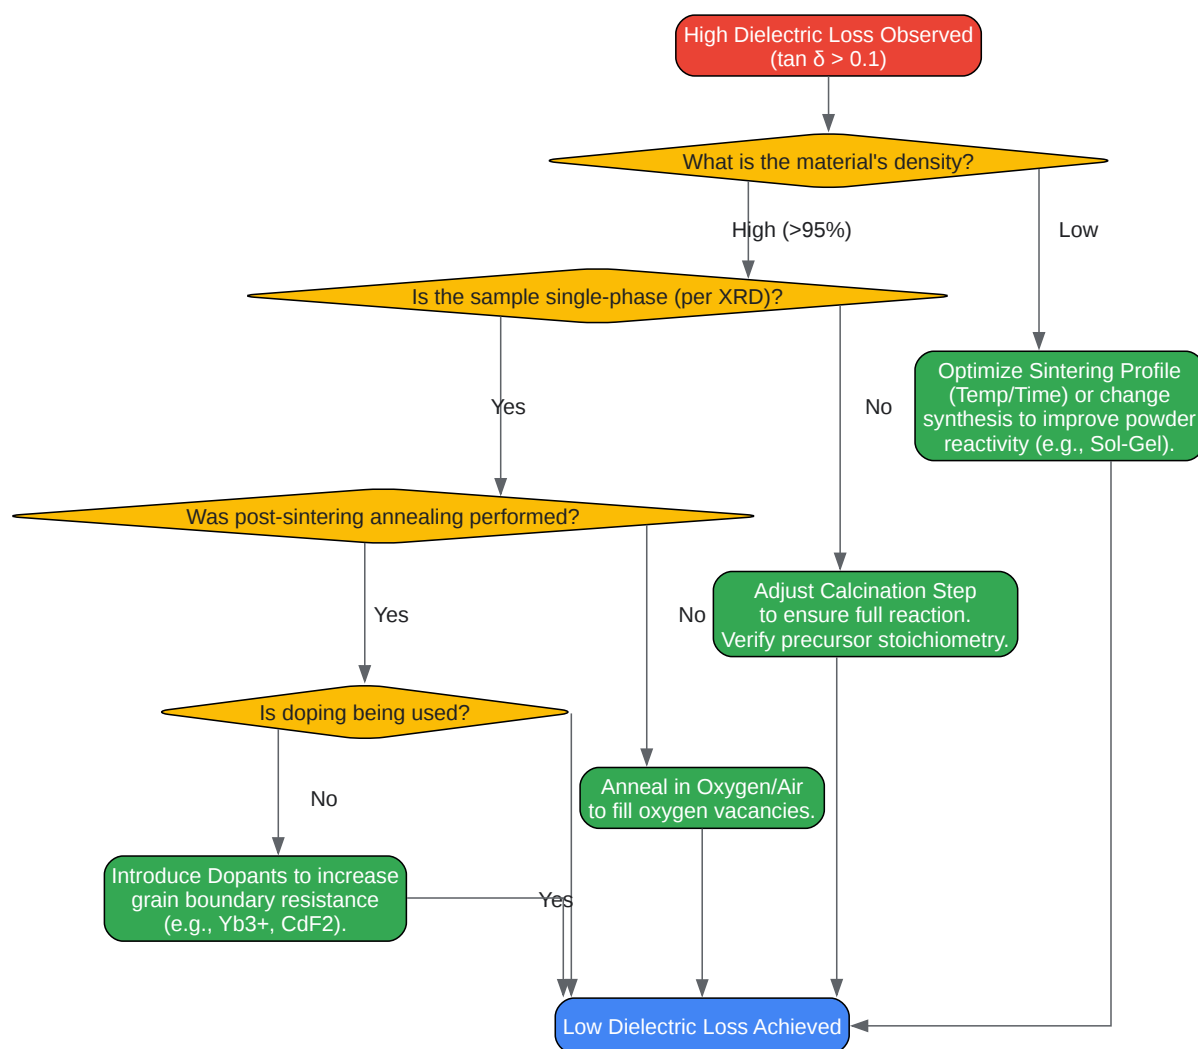 High Dielectric Loss Observed
(tan δ > 0.1)
What is the material's density?
High (>95%)
Low
Is the sample single-phase (per XRD)?
Optimize Sintering Profile
(Temp/Time) or change
synthesis to improve powder
reactivity (e.g., Sol-Gel).
Yes
No
Was post-sintering annealing performed?
Adjust Calcination Step
to ensure full reaction.
Verify precursor stoichiometry.
Yes
No
Is doping being used?
Anneal in Oxygen/Air
to fill oxygen vacancies.
No
Introduce Dopants to increase
grain boundary resistance
(e.g., Yb3+, CdF2).
Yes
Low Dielectric Loss Achieved